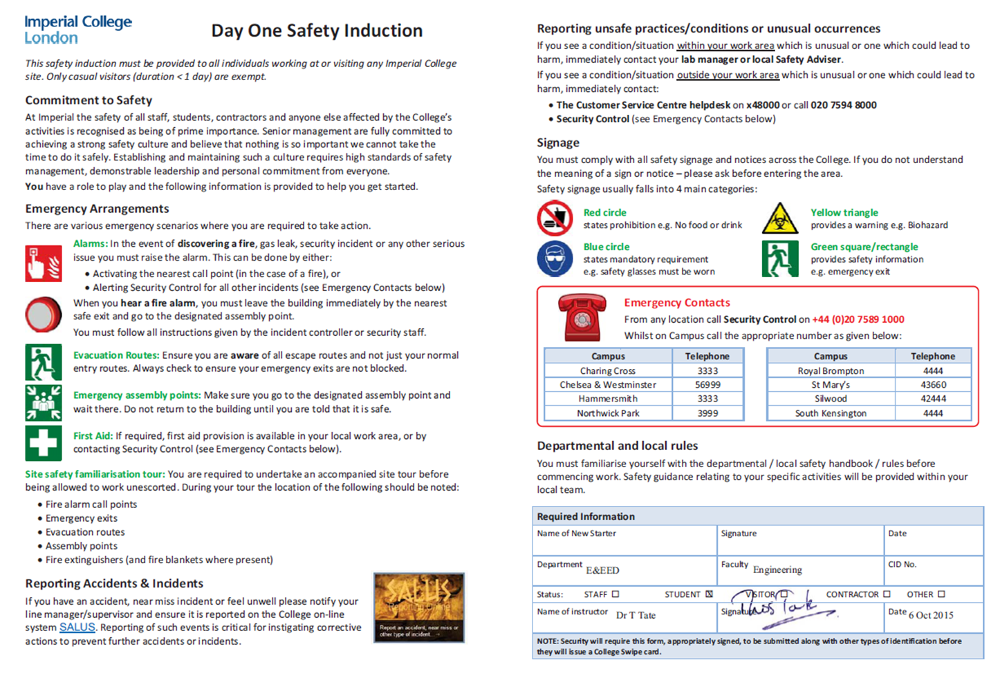 Imperial College
London
Day One Safety Induction
This safety induction must be provided to all individuals working at or visiting any Imperial College
site. Only casual visitors (duration < 1 day) are exempt.
Commitment to Safety
At Imperial the safety of all staff, students, contractors and anyone else affected by the College's
activities is recognised as being of prime importance. Senior management are fully committed to
achieving a strong safety culture and believe that nothing is so important we cannot take the
time to do it safely. Establishing and maintaining such a culture requires high standards of safety
management, demonstrable leadership and personal commitment from everyone.
You have a role to play and the following information is provided to help you get started.
Emergency Arrangements
There are various emergency scenarios where you are required to take action.
Alarms: In the event of discovering a fire, gas leak, security incident or any other serious
issue you must raise the alarm. This can be done by either:
• Activating the nearest call point (in the case of a fire), or
• Alerting Security Control for all other incidents (see Emergency Contacts below)
When you hear a fire alarm, you must leave the building immediately by the nearest
safe exit and go to the designated assembly point.
You must follow all instructions given by the incident controller or security staff.
Evacuation Routes: Ensure you are aware of all escape routes and not just your normal
entry routes. Always check to ensure your emergency exits are not blocked.
Emergency assembly points: Make sure you go to the designated assembly point and
wait there. Do not return to the building until you are told that it is safe.
First Aid: If required, first aid provision is available in your local work area, or by
contacting Security Control (see Emergency Contacts below).
Site safety familiarisation tour: You are required to undertake an accompanied site tour before
being allowed to work unescorted. During your tour the location of the following should be noted:
• Fire alarm call points
• Emergency exits
• Evacuation routes
• Assembly points
• Fire extinguishers (and fire blankets where present)
Reporting Accidents & Incidents
If you have an accident, near miss incident or feel unwell please notify your
line manager/supervisor and ensure it is reported on the College on-line
system SALUS. Reporting of such events is critical for instigating corrective
actions to prevent further accidents or incidents.
SALUS
Reporting Online
Report an accident, near miss or
other type of incident... →
Reporting unsafe practices/conditions or unusual occurrences
If you see a condition/situation within your work area which is unusual or one which could lead to
harm, immediately contact your lab manager or local Safety Adviser.
If you see a condition/situation outside your work area which is unusual or one which could lead to
harm, immediately contact:
• The Customer Service Centre helpdesk on x48000 or call 020 7594 8000
• Security Control (see Emergency Contacts below)
Signage
You must comply with all safety signage and notices across the College. If you do not understand
the meaning of a sign or notice – please ask before entering the area.
Safety signage usually falls into 4 main categories:
Red circle
states prohibition e.g. No food or drink
Yellow triangle
provides a warning e.g. Biohazard
Blue circle
states mandatory requirement
e.g. safety glasses must be worn
Green square/rectangle
provides safety information
e.g. emergency exit
Emergency Contacts
From any location call Security Control on +44 (0)20 7589 1000
Whilst on Campus call the appropriate number as given below:
Campus Telephone
Charing Cross 3333
Chelsea & Westminster 56999
Hammersmith 3333
Northwick Park 3999
Campus Telephone
Royal Brompton 4444
St Mary's 43660
Silwood 42444
South Kensington 4444
Departmental and local rules
You must familiarise yourself with the departmental / local safety handbook / rules before
commencing work. Safety guidance relating to your specific activities will be provided within your
local team.
Required Information
Name of New Starter Signature Date
Department E&EED Faculty Engineering CID No.
Status: STAFF ☐ STUDENT ☒ VISITOR ☐ CONTRACTOR ☐ OTHER ☐
Name of instructor Dr T Tate Signature Date 6 Oct 2015
NOTE: Security will require this form, appropriately signed, to be submitted along with other types of identification before
they will issue a College Swipe card.